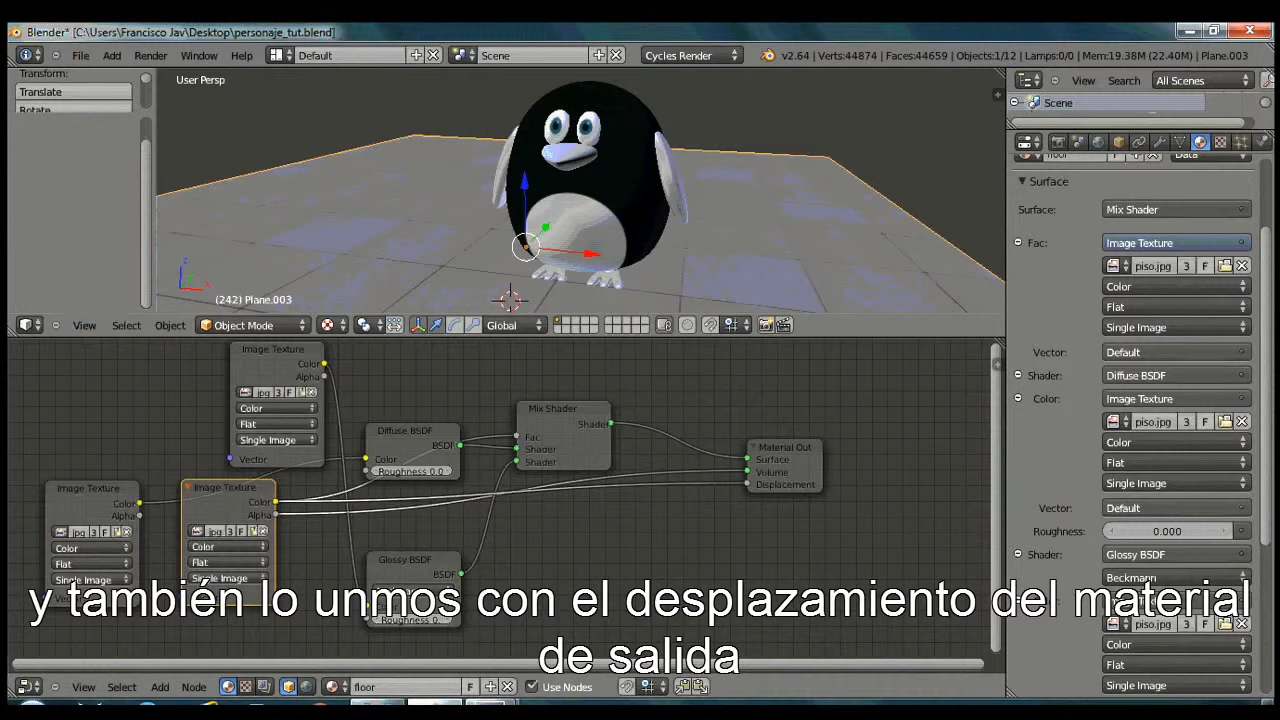 Blender* [C:\Users\Francisco Jav\Desktop\personaje_tut.blend]
File Add Render Window Help Default Scene Cycles Render v2.64 | Verts:44874 | Faces:44659 | Objects:1/12 | Lamps:0/0 | Mem:19.38M (22.40M) | Plane.003
Transform:
Translate
Rotate
User Persp
(242) Plane.003
View Select Object Object Mode Global
View Search All Scenes
Scene
floor F Data
Surface
Surface: Mix Shader
Fac: Image Texture
piso.jpg 3 F
Color
Flat
Single Image
Vector: Default
Shader: Diffuse BSDF
Color: Image Texture
piso.jpg 3 F
Color
Flat
Single Image
Vector: Default
Roughness: 0.000
Shader: Glossy BSDF
Beckmann
piso.jpg 3 F
Color
Flat
Single Image
Image Texture
Color
Alpha
jpg 3 F
Color
Flat
Single Image
Vector
Diffuse BSDF
BSDF
Color
Roughness 0.0
Mix Shader
Shader
Fac
Shader
Shader
Material Out
Surface
Volume
Displacement
Image Texture
Color
Alpha
jpg 3 F
Color
Flat
Single Image
Image Texture
Color
Alpha
jpg 3 F
Color
Flat
Single Image
Glossy BSDF
BSDF
Roughness 0.
y también lo unmos con el desplazamiento del material
de salida
View Select Add Node floor F Use Nodes